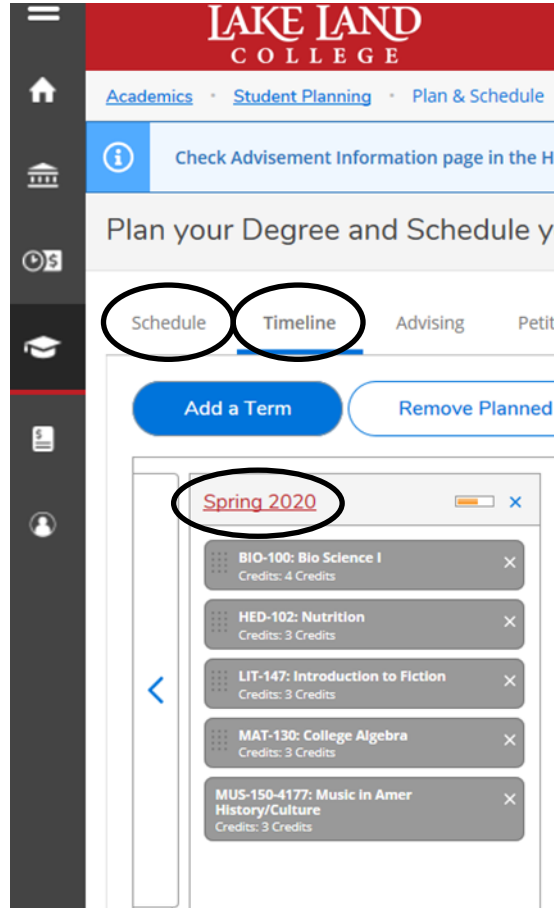 LAKE LAND
COLLEGE
Academics · Student Planning · Plan & Schedule
Check Advisement Information page in the H
Plan your Degree and Schedule y
Schedule Timeline Advising Petit
Add a Term Remove Planned
Spring 2020
BIO-100: Bio Science I
Credits: 4 Credits
HED-102: Nutrition
Credits: 3 Credits
LIT-147: Introduction to Fiction
Credits: 3 Credits
MAT-130: College Algebra
Credits: 3 Credits
MUS-150-4177: Music in Amer
History/Culture
Credits: 3 Credits